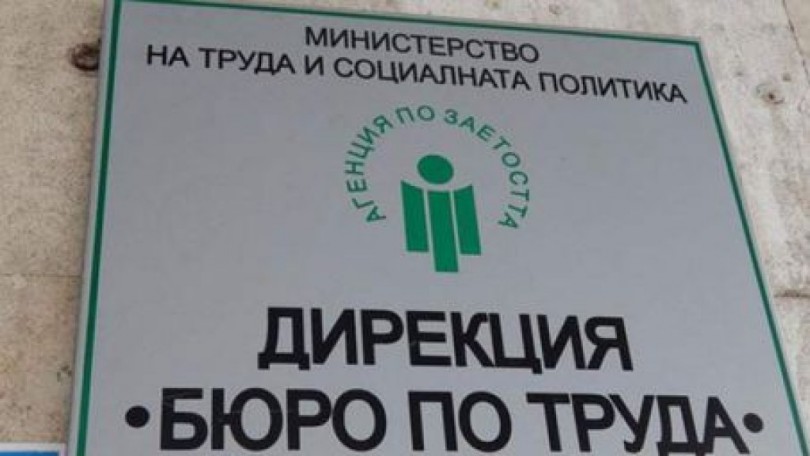 МИНИСТЕРСТВО
НА ТРУДА И СОЦИАЛНАТА ПОЛИТИКА
АГЕНЦИЯ ПО ЗАЕТОСТТА
ДИРЕКЦИЯ
•БЮРО ПО ТРУДА•